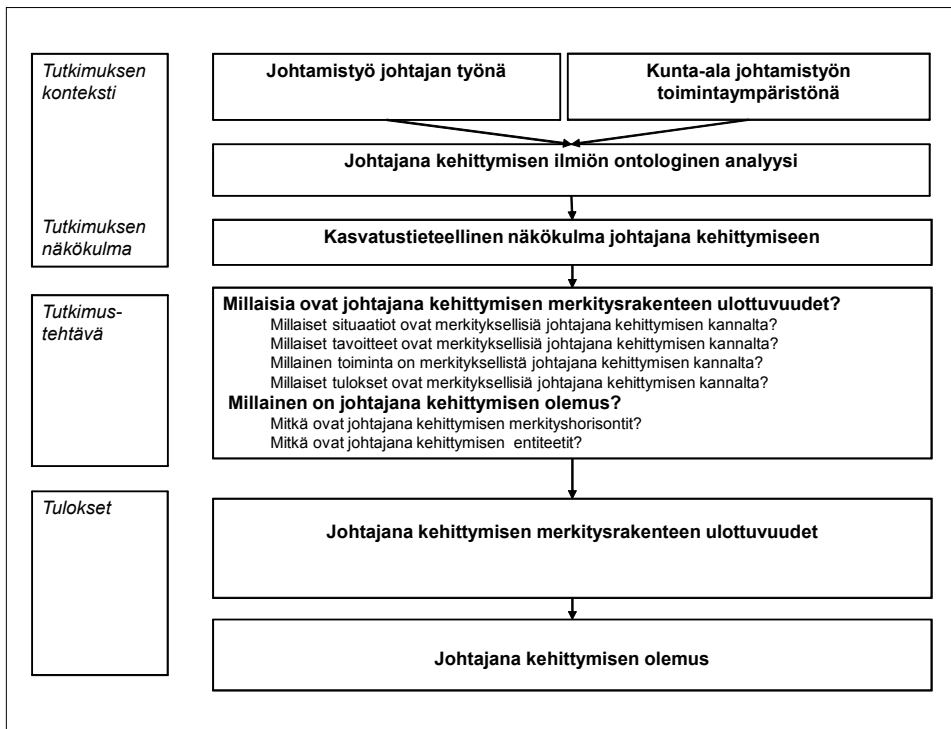 Tutkimuksen
konteksti
Johtamistyö johtajan työnä
Kunta-ala johtamistyön
toimintaympäristönä
Johtajana kehittymisen ilmiön ontologinen analyysi
Tutkimuksen
näkökulma
Kasvatustieteellinen näkökulma johtajana kehittymiseen
Tutkimus-
tehtävä
Millaisia ovat johtajana kehittymisen merkitysrakenteen ulottuvuudet?
Millaiset situaatiot ovat merkityksellisiä johtajana kehittymisen kannalta?
Millaiset tavoitteet ovat merkityksellisiä johtajana kehittymisen kannalta?
Millainen toiminta on merkityksellistä johtajana kehittymisen kannalta?
Millaiset tulokset ovat merkityksellisiä johtajana kehittymisen kannalta?
Millainen on johtajana kehittymisen olemus?
Mitkä ovat johtajana kehittymisen merkityshorisontit?
Mitkä ovat johtajana kehittymisen entiteetit?
Tulokset
Johtajana kehittymisen merkitysrakenteen ulottuvuudet
Johtajana kehittymisen olemus